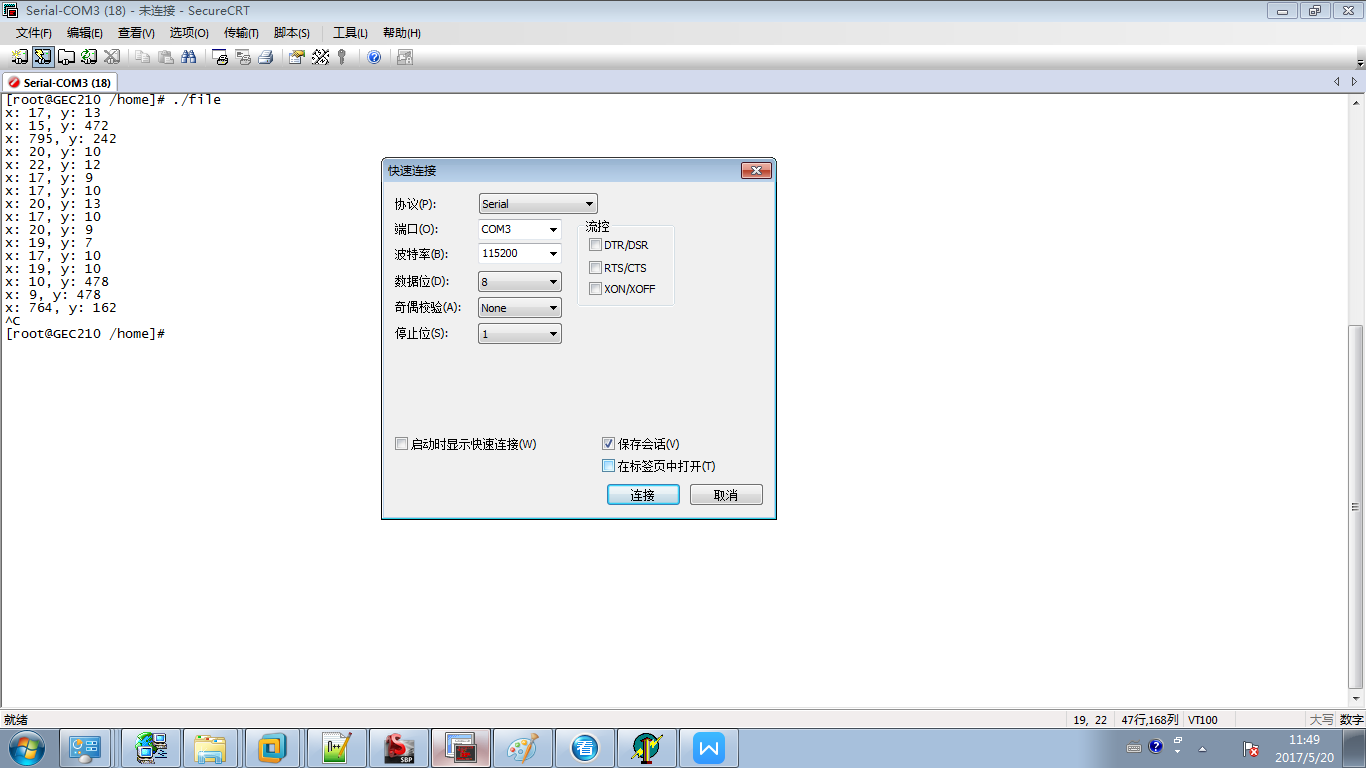 Serial-COM3 (18) - 未连接 - SecureCRT
文件(F) 编辑(E) 查看(V) 选项(O) 传输(T) 脚本(S) 工具(L) 帮助(H)
Serial-COM3 (18)
[root@GEC210 /home]# ./file
x: 17, y: 13
x: 15, y: 472
x: 795, y: 242
x: 20, y: 10
x: 22, y: 12
x: 17, y: 9
x: 17, y: 10
x: 20, y: 13
x: 17, y: 10
x: 20, y: 9
x: 19, y: 7
x: 17, y: 10
x: 19, y: 10
x: 10, y: 478
x: 9, y: 478
x: 764, y: 162
^C
[root@GEC210 /home]#
快速连接
协议(P): Serial
端口(O): COM3
波特率(B): 115200
数据位(D): 8
奇偶校验(A): None
停止位(S): 1
流控
DTR/DSR
RTS/CTS
XON/XOFF
启动时显示快速连接(W)
保存会话(V)
在标签页中打开(T)
连接 取消
就绪 19, 22 47行,168列 VT100 大写 数字
SBP
看
W
11:49
2017/5/20